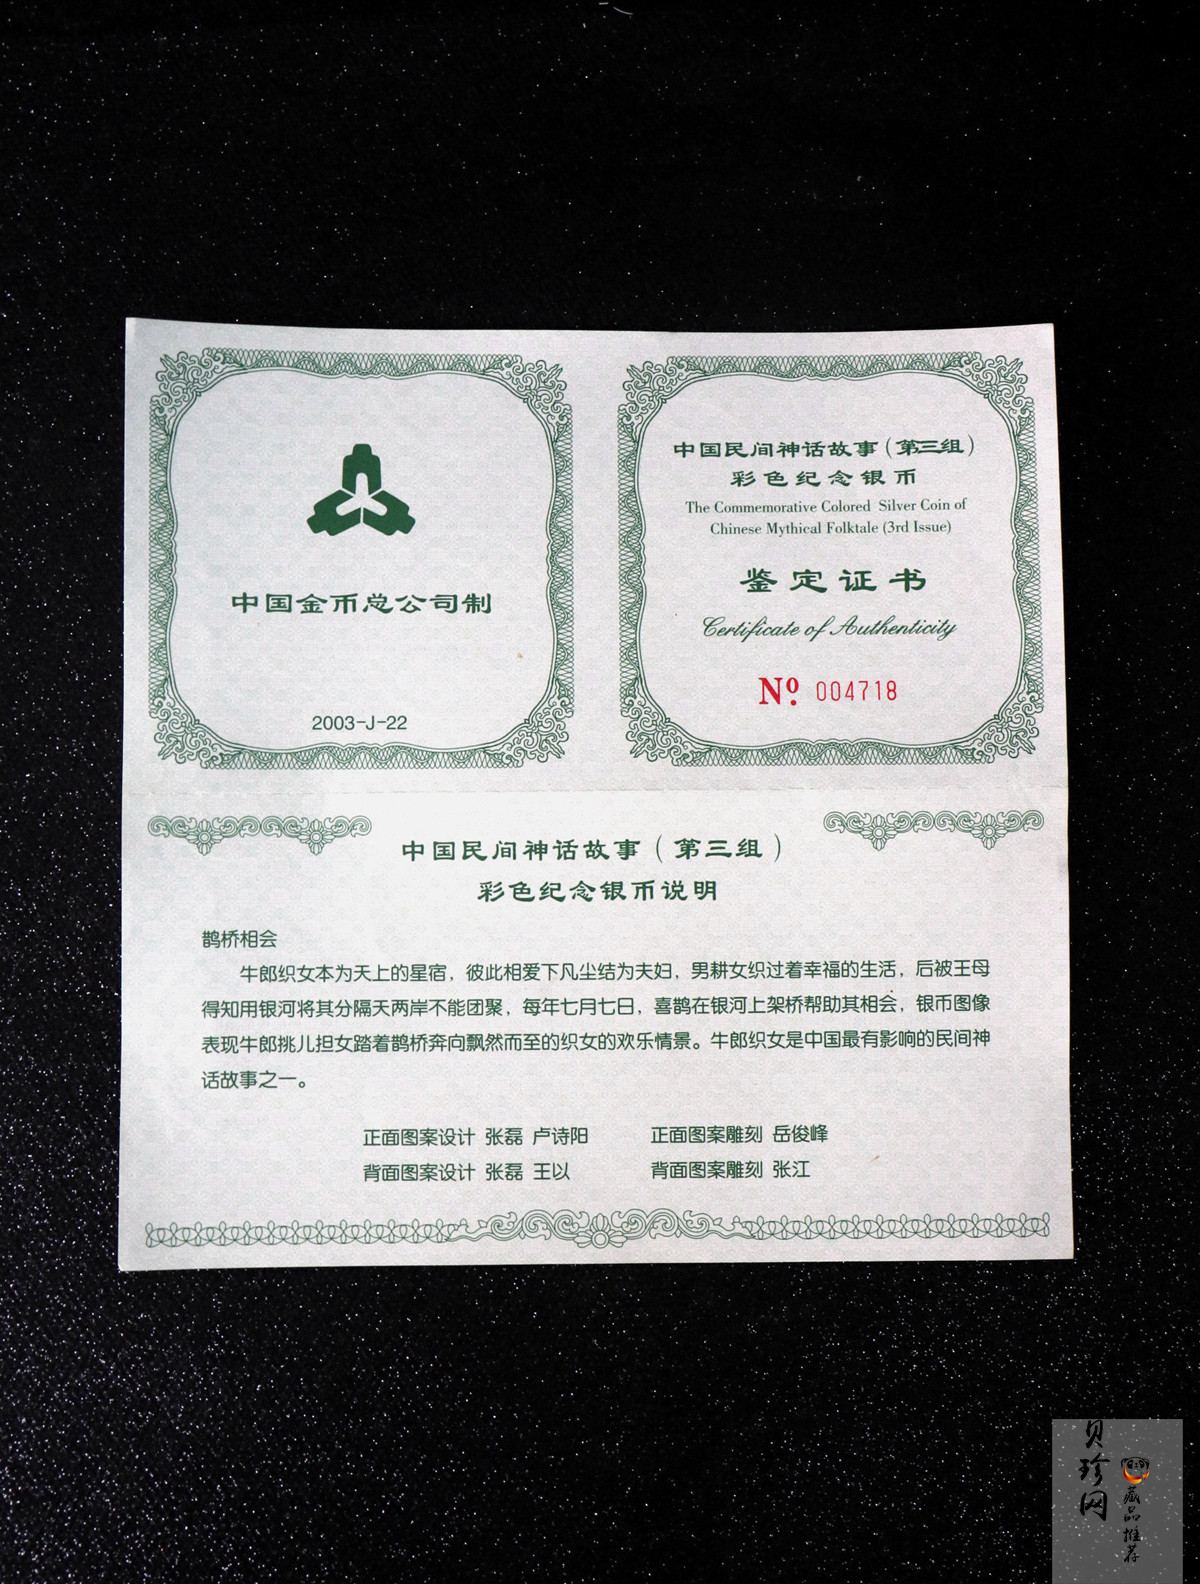 中国金币总公司制
2003-J-22
中国民间神话故事（第三组）
彩色纪念银币
The Commemorative Colored Silver Coin of
Chinese Mythical Folktale (3rd Issue)
鉴定证书
Certificate of Authenticity
Nº. 004718
中国民间神话故事（第三组）
彩色纪念银币说明
鹊桥相会
牛郎织女本为天上的星宿，彼此相爱下凡尘结为夫妇，男耕女织过着幸福的生活，后被王母
得知用银河将其分隔天两岸不能团聚，每年七月七日，喜鹊在银河上架桥帮助其相会，银币图像
表现牛郎挑儿担女踏着鹊桥奔向飘然而至的织女的欢乐情景。牛郎织女是中国最有影响的民间神
话故事之一。
正面图案设计 张磊 卢诗阳 正面图案雕刻 岳俊峰
背面图案设计 张磊 王以 背面图案雕刻 张江
贝珍网
藏品推荐